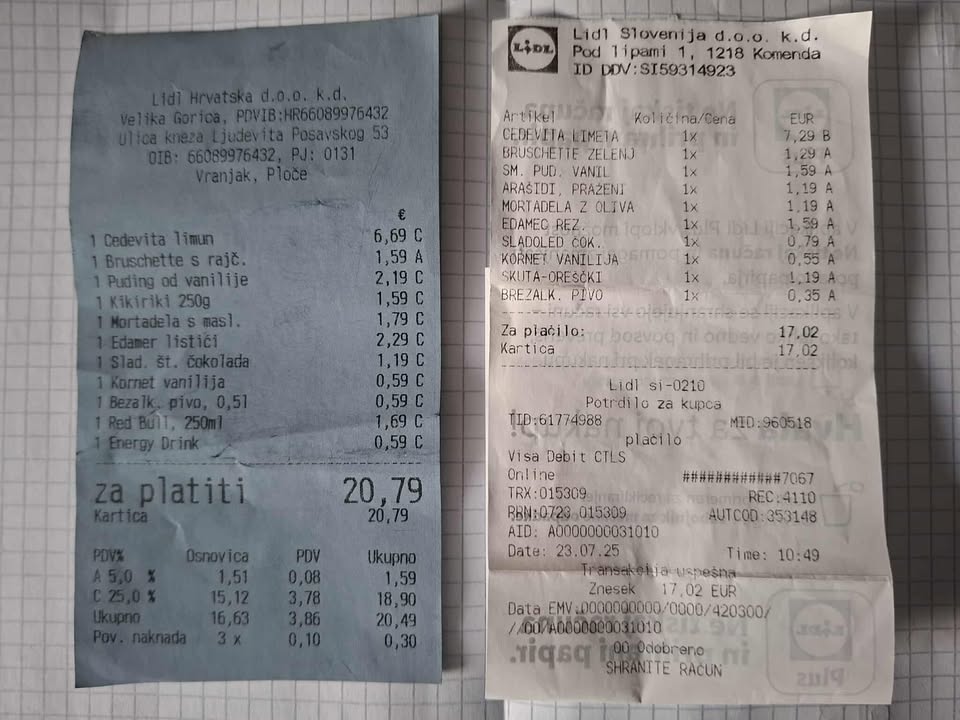 Lidl Hrvatska d.o.o. k.d.
Velika Gorica, PDVIB:HR66089976432
Ulica kneza Ljudevita Posavskog 53
OIB: 66089976432, PJ: 0131
Vranjak, Ploče
€
1 Cedevita limun 6,69 C
1 Bruschette s rajč. 1,59 A
1 Puding od vanilije 2,19 C
1 Kikiriki 250g 1,59 C
1 Mortadela s masl. 1,79 C
1 Edamer listići 2,29 C
1 Slad. št. čokolada 1,19 C
1 Kornet vanilija 0,59 C
1 Bezalk. pivo, 0,5l 0,59 C
1 Red Bull, 250ml 1,69 C
1 Energy Drink 0,59 C
za platiti 20,79
Kartica 20,79
PDV% Osnovica PDV Ukupno
A 5,0 % 1,51 0,08 1,59
C 25,0 % 15,12 3,78 18,90
Ukupno 16,63 3,86 20,49
Pov. naknada 3 x 0,10 0,30
LIDL
Lidl Slovenija d.o.o. k.d.
Pod lipami 1, 1218 Komenda
ID DDV:SI59314923
Artikel Količina/Cena EUR
CEDEVITA LIMETA 1x 7,29 B
BRUSCHETTE ZELENJ 1x 1,29 A
SM. PUD. VANIL 1x 1,59 A
ARAŠIDI, PRAŽENI 1x 1,19 A
MORTADELA Z OLIVA 1x 1,19 A
EDAMEC REZ. 1x 1,59 A
SLADOLED ČOK. 1x 0,79 A
KORNET VANILIJA 1x 0,55 A
SKUTA-OREŠČKI 1x 1,19 A
BREZALK. PIVO 1x 0,35 A
Za plačilo: 17,02
Kartica 17,02
Lidl si-0210
Potrdilo za kupca
TID:61774988 MID:960518
plačilo
Visa Debit CTLS
Online ############7067
TRX:015309 REC:4110
RRN:0723 015309 AUTCOD:353148
AID: A0000000031010
Date: 23.07.25 Time: 10:49
Transakcija uspešna
Znesek 17,02 EUR
Data EMV:0000000000/0000/420300/
//00/A0000000031010
00 Odobreno
SHRANITE RAČUN